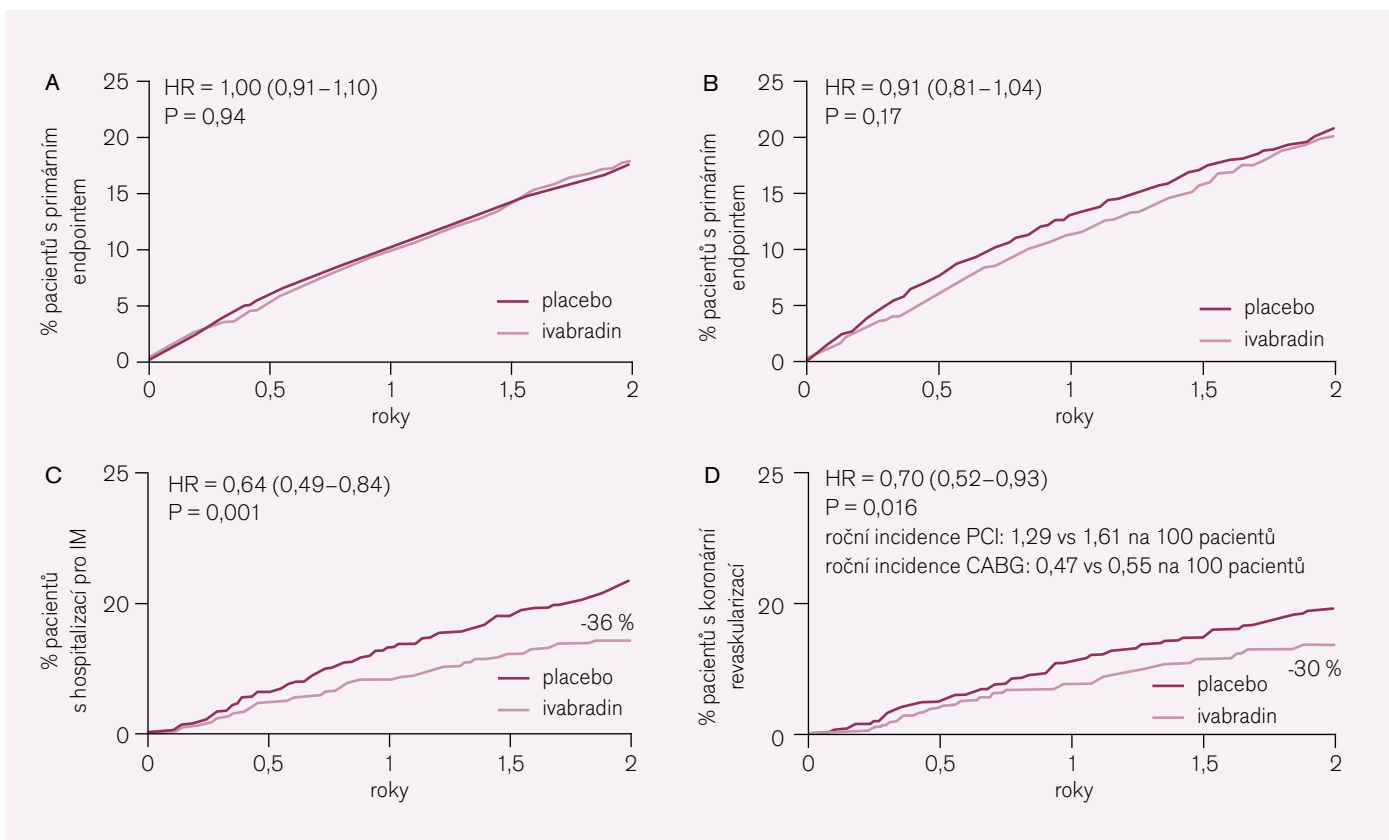 A
HR = 1,00 (0,91–1,10)
P = 0,94
% pacientů s primárním
endpointem
25
20
15
10
5
0
placebo
ivabradin
0
0,5
1
1,5
2
roky
B
HR = 0,91 (0,81–1,04)
P = 0,17
% pacientů s primárním
endpointem
25
20
15
10
5
0
placebo
ivabradin
0
0,5
1
1,5
2
roky
C
HR = 0,64 (0,49–0,84)
P = 0,001
% pacientů
s hospitalizací pro IM
25
20
0
-36 %
placebo
ivabradin
0
0,5
1
1,5
2
roky
D
HR = 0,70 (0,52–0,93)
P = 0,016
roční incidence PCI: 1,29 vs 1,61 na 100 pacientů
roční incidence CABG: 0,47 vs 0,55 na 100 pacientů
% pacientů s koronární
revaskularizací
25
20
0
-30 %
placebo
ivabradin
0
0,5
1
1,5
2
roky